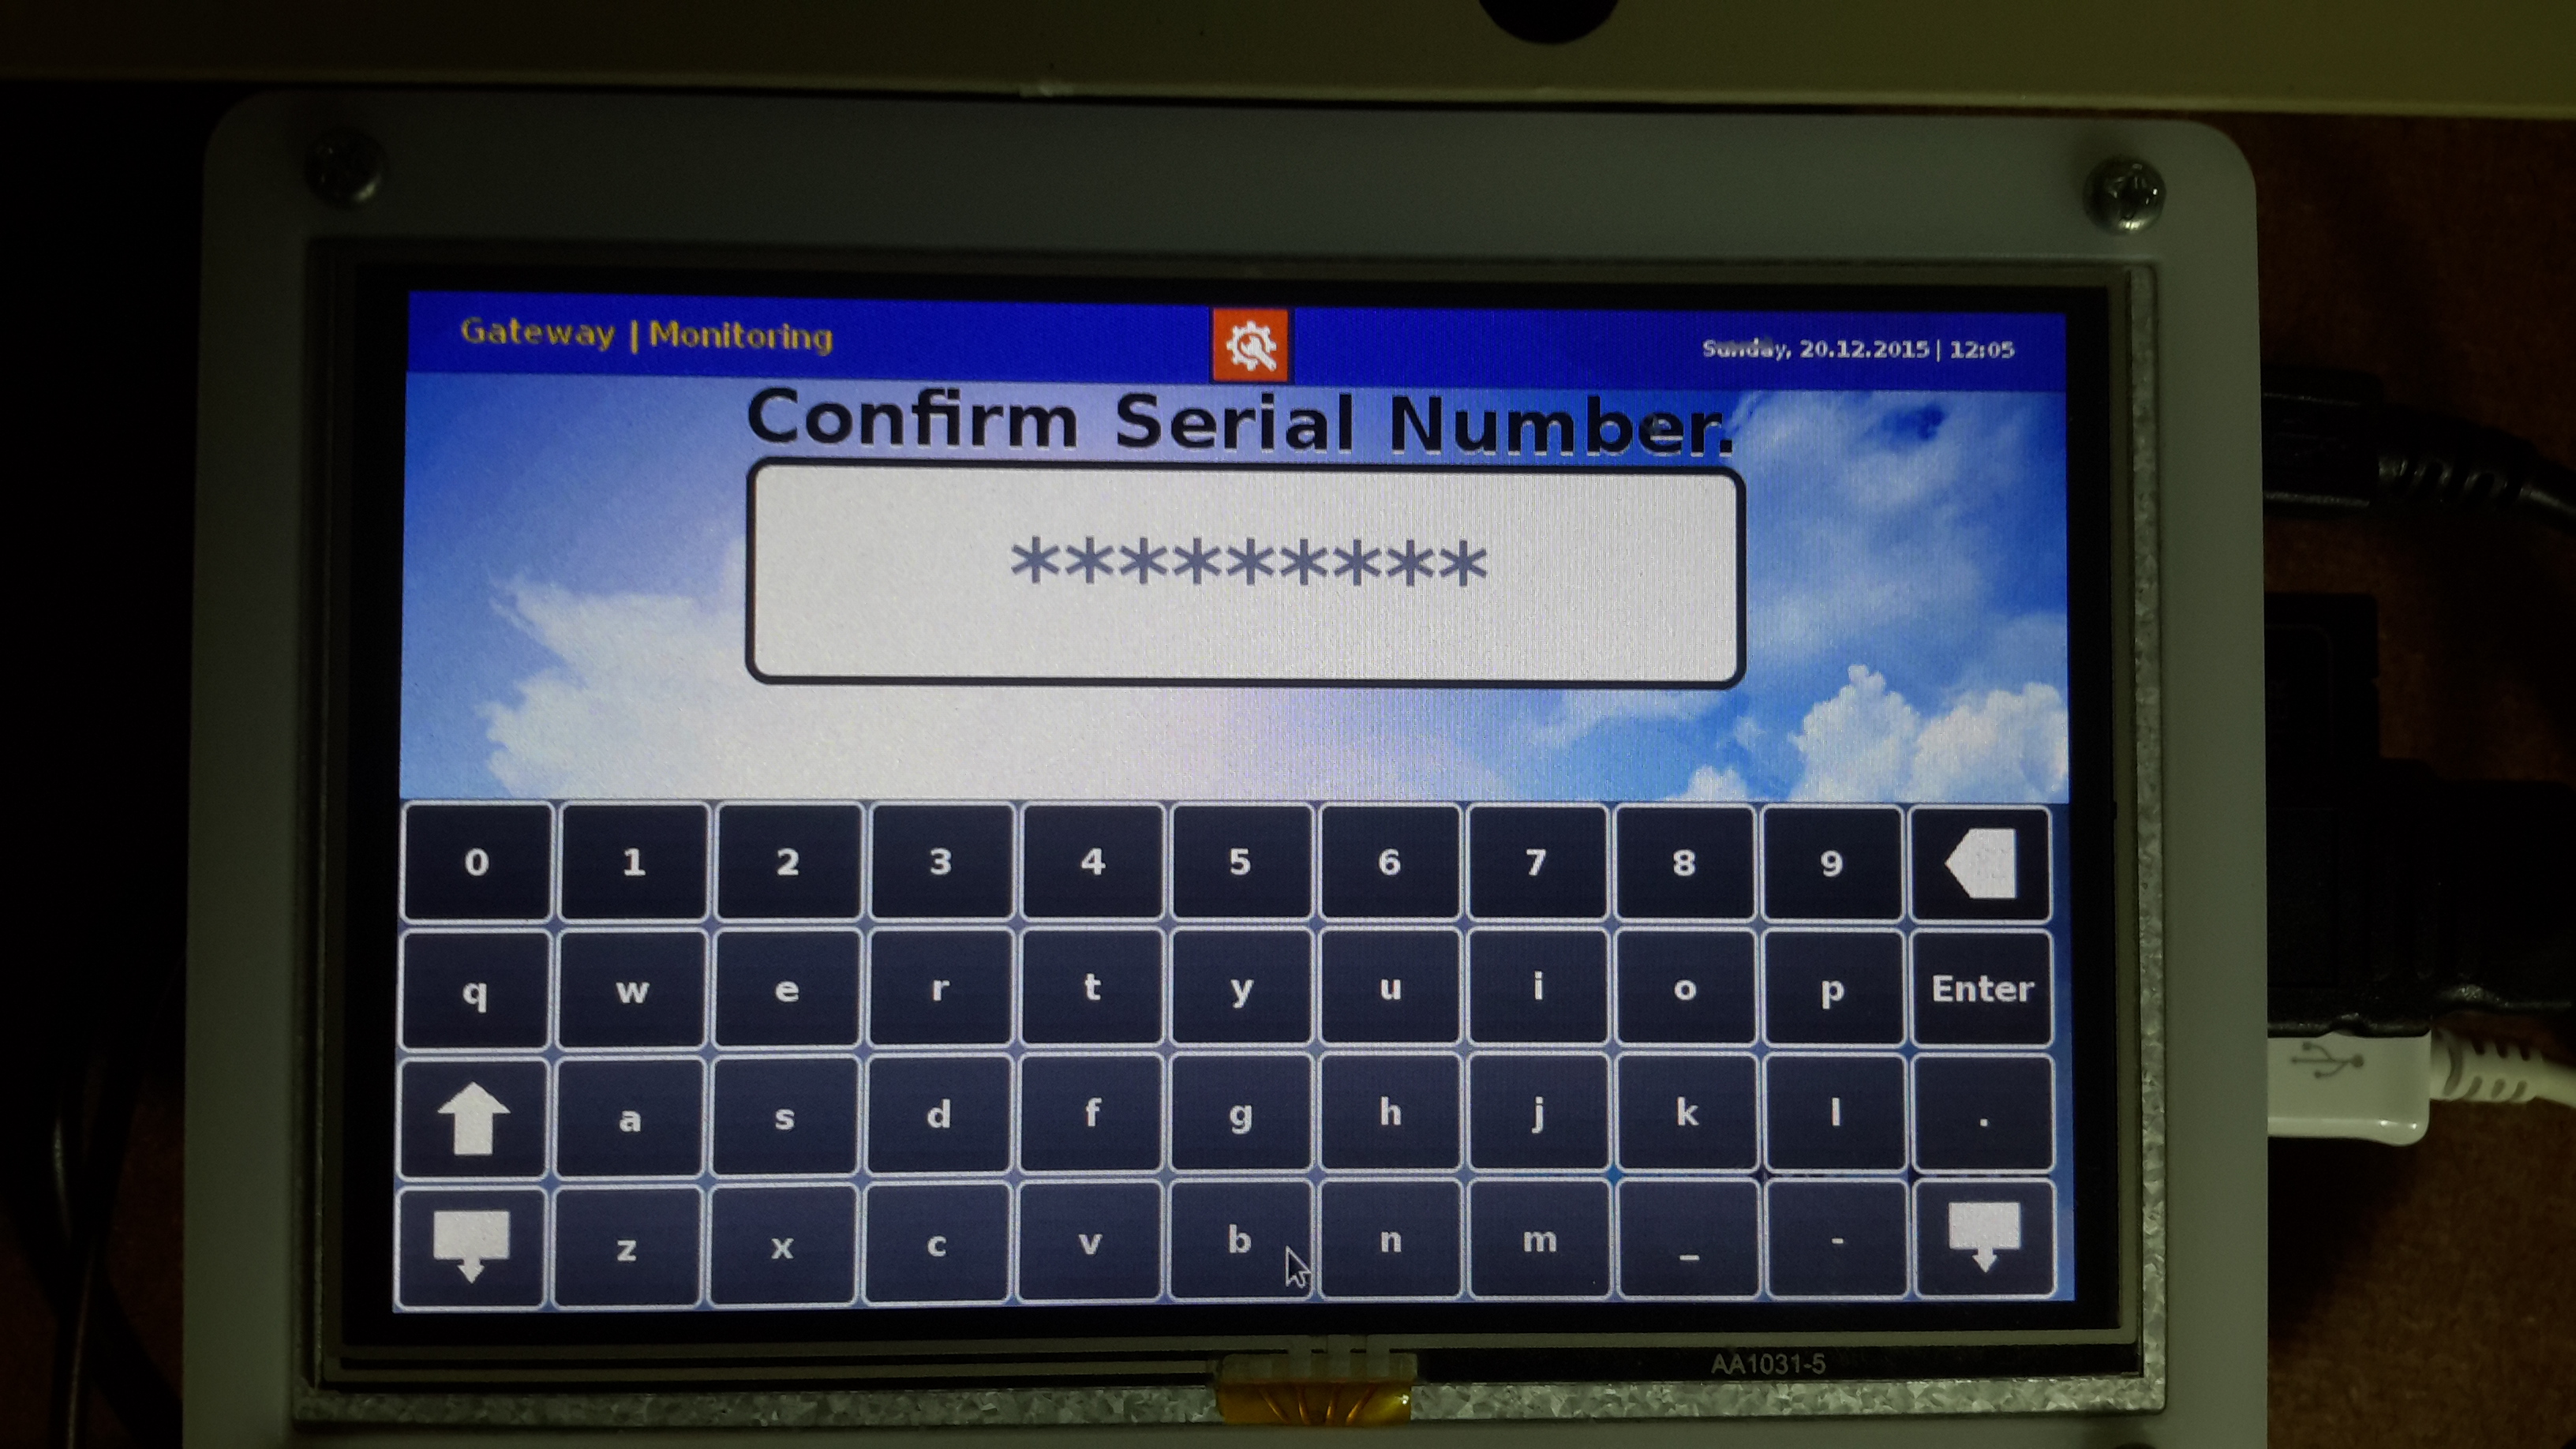 Gateway | Monitoring
Sunday, 20.12.2015 | 12:05
Confirm Serial Number.
*********
0 1 2 3 4 5 6 7 8 9
q w e r t y u i o p Enter
a s d f g h j k l .
z x c v b n m _ -
AA1031-5